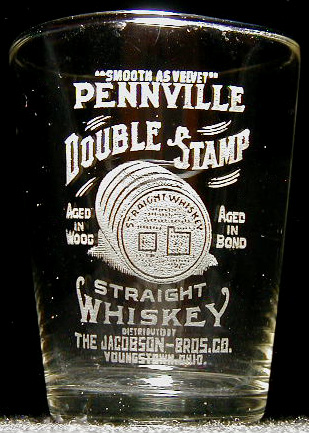 "SMOOTH AS VELVET"
PENNVILLE
DOUBLE STAMP
STRAIGHT WHISKEY
AGED IN WOOD
AGED IN BOND
STRAIGHT
WHISKEY
DISTRIBUTED BY
THE JACOBSON-BROS.CO.
YOUNGSTOWN, OHIO.